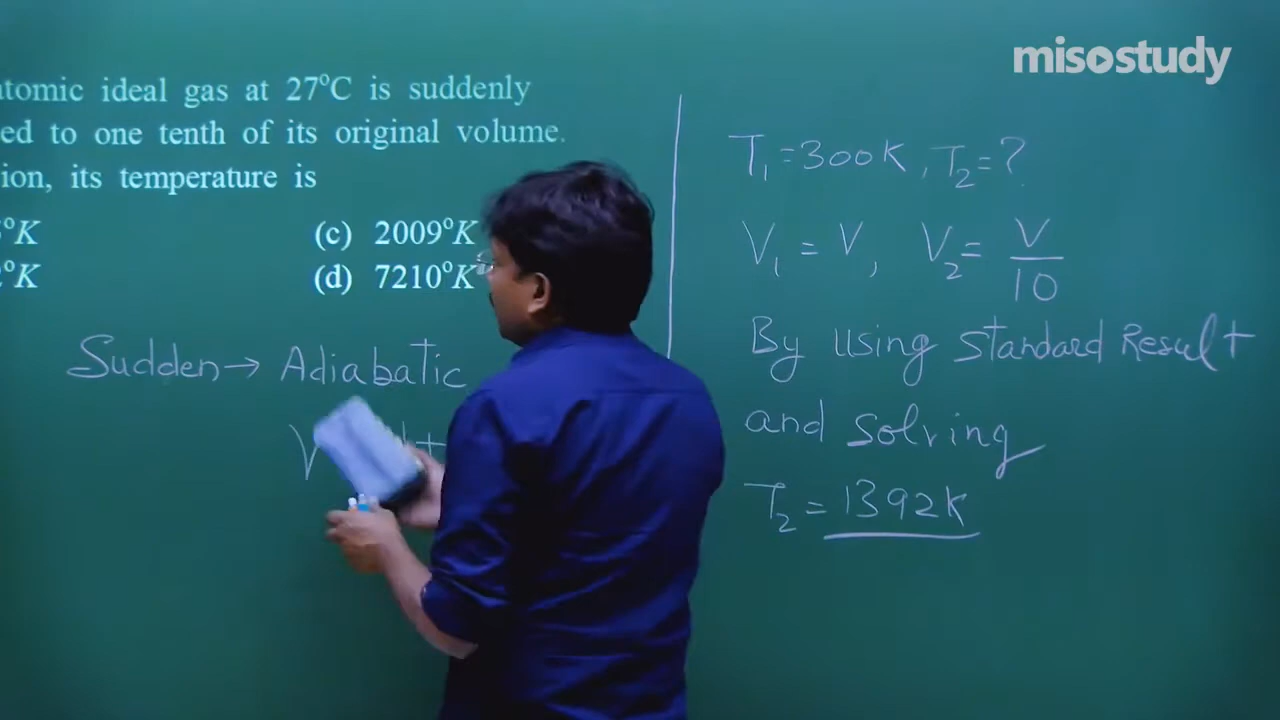 misostudy
atomic ideal gas at 27°C is suddenly
ed to one tenth of its original volume.
ion, its temperature is
°K
(c) 2009°K
°K
(d) 7210°K
Sudden → Adiabatic
V
T₁ = 300K, T₂ = ?
V₁ = V, V₂ = V/10
By using Standard Result
and Solving
T₂ = 1392K